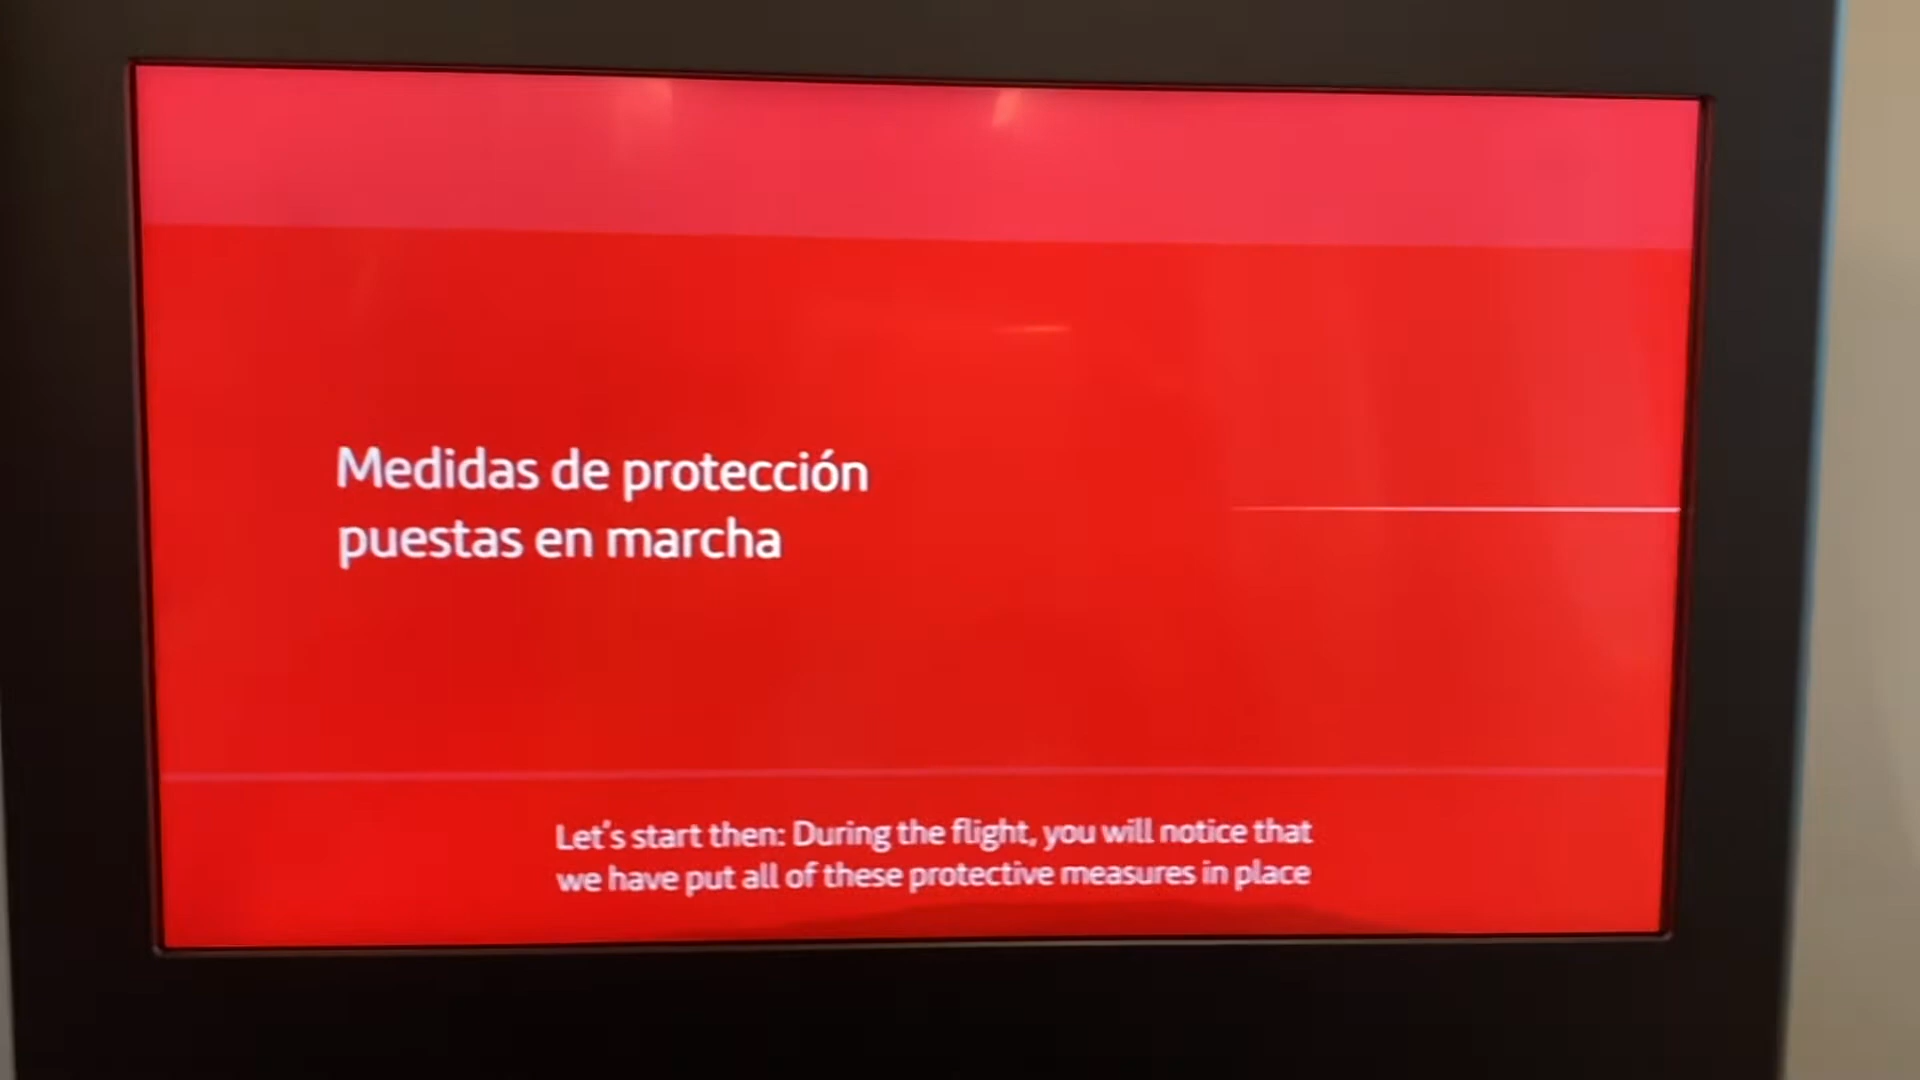 Medidas de protección
puestas en marcha
Let's start then: During the flight, you will notice that
we have put all of these protective measures in place